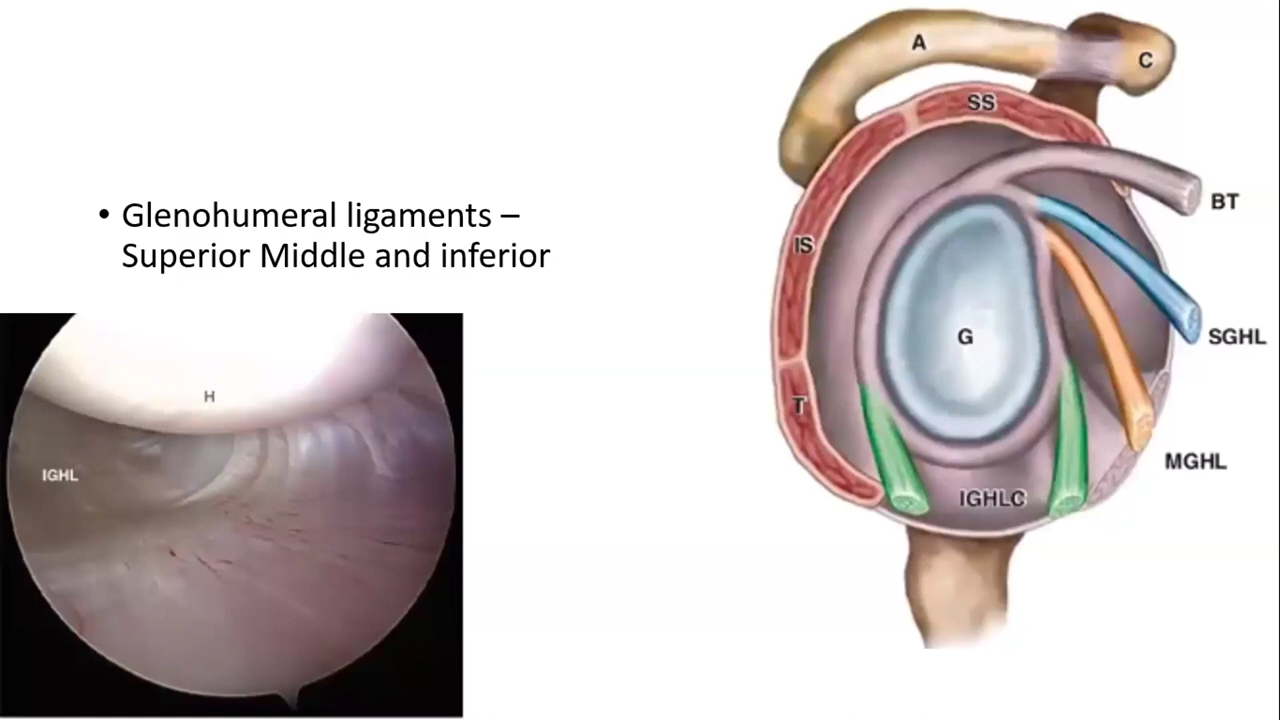 • Glenohumeral ligaments –
Superior Middle and inferior
H
IGHL
A
C
SS
BT
IS
G
SGHL
T
MGHL
IGHLC